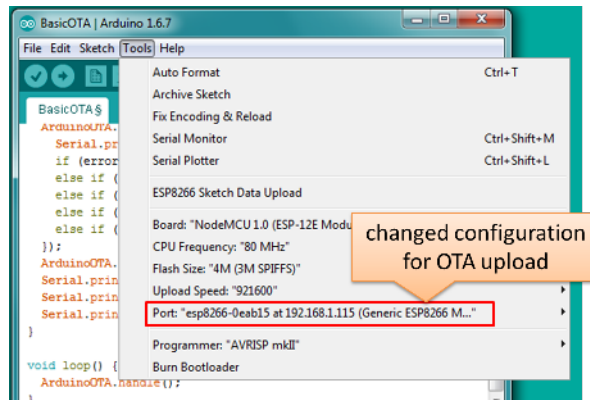 BasicOTA | Arduino 1.6.7
File Edit Sketch Tools Help
BasicOTA§
ArduinoOTA.
Serial.pr
if (error
else if (
else if (
else if (
else if (
});
ArduinoOTA.
Serial.prin
Serial.prin
Serial.prin
}
void loop() {
ArduinoOTA.handle();
}
Auto Format Ctrl+T
Archive Sketch
Fix Encoding & Reload
Serial Monitor Ctrl+Shift+M
Serial Plotter Ctrl+Shift+L
ESP8266 Sketch Data Upload
Board: "NodeMCU 1.0 (ESP-12E Modu
CPU Frequency: "80 MHz"
Flash Size: "4M (3M SPIFFS)"
Upload Speed: "921600"
Port: "esp8266-0eab15 at 192.168.1.115 (Generic ESP8266 M..."
Programmer: "AVRISP mkII"
Burn Bootloader
changed configuration
for OTA upload